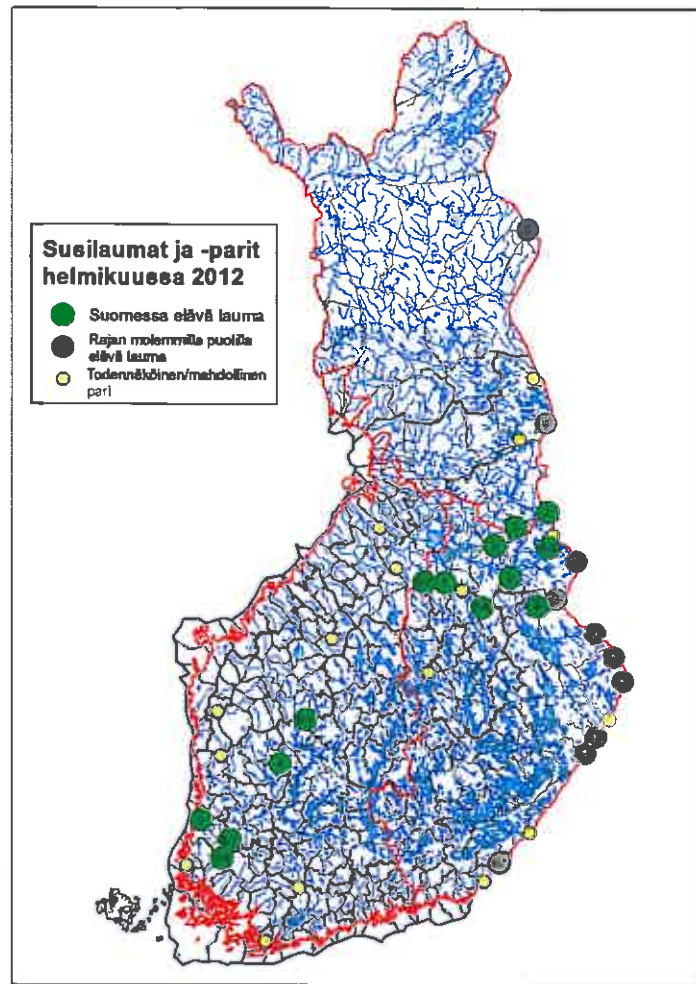 Susilaumat ja -parit
helmikuussa 2012
Suomessa elävä lauma
Rajan molemmilla puolilla
elävä lauma
Todennäköinen/mahdollinen
pari